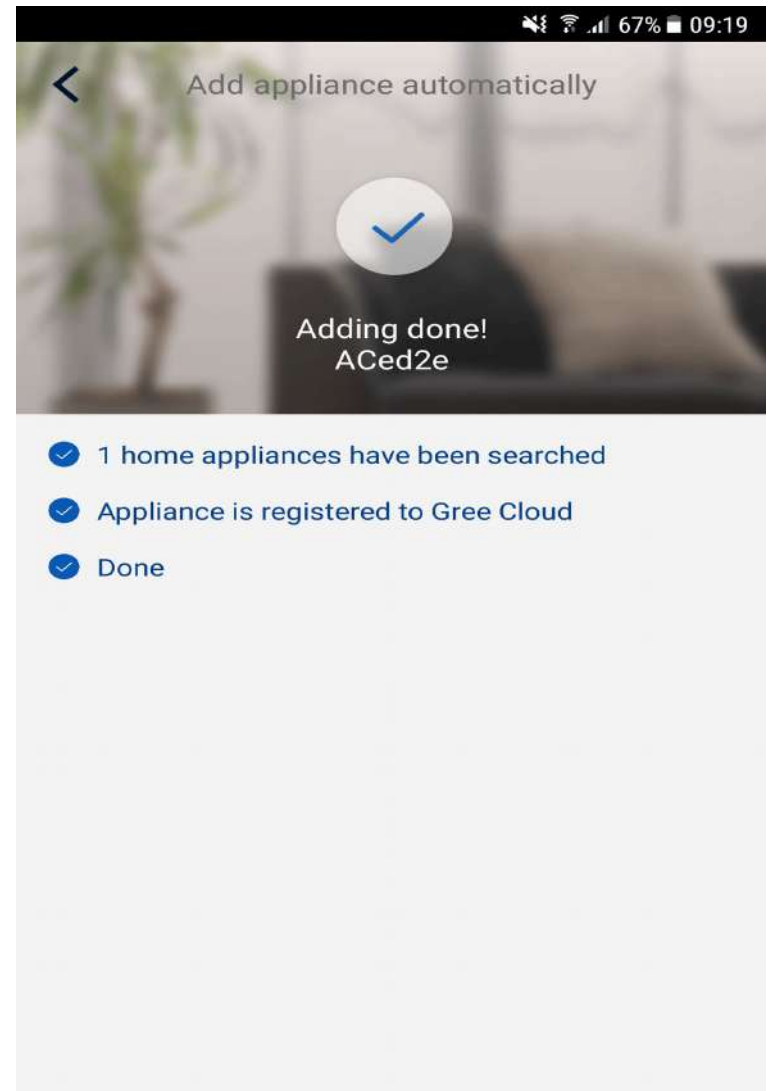 67% 09:19
Add appliance automatically
Adding done!
ACed2e
1 home appliances have been searched
Appliance is registered to Gree Cloud
Done